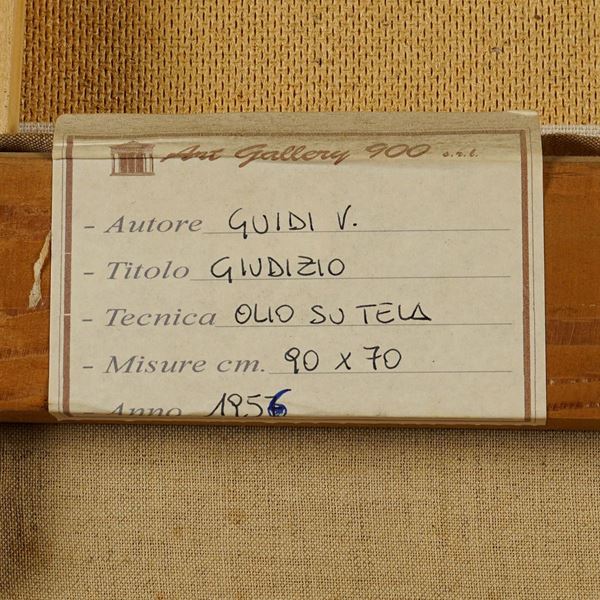 Art Gallery 900 s.r.l.
- Autore GUIDI V.
- Titolo GIUDIZIO
- Tecnica OLIO SU TELA
- Misure cm. 90 x 70
- Anno 1956